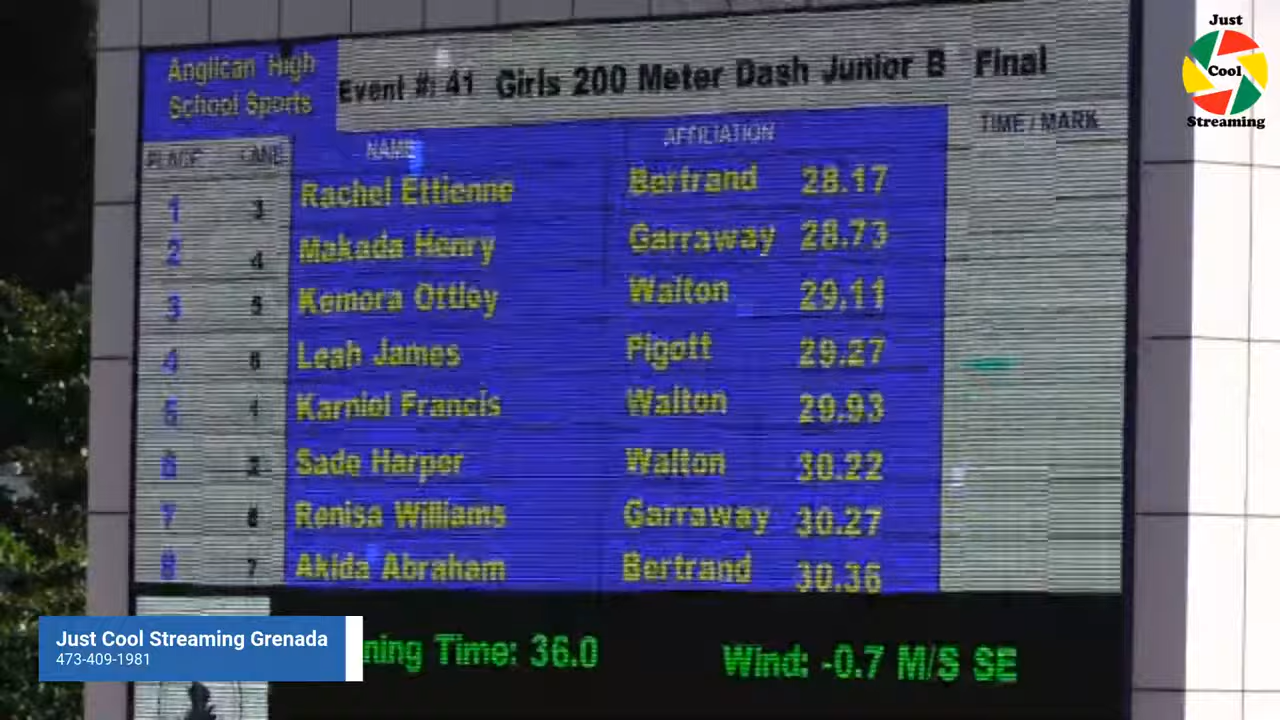 Just
Cool
Streaming
Anglican High
School Sports
Event #: 41 Girls 200 Meter Dash Junior B Final
PLACE LANE NAME AFFILIATION TIME / MARK
1 3 Rachel Ettienne Bertrand 28.17
2 4 Makada Henry Garraway 28.73
3 5 Kemora Ottley Walton 29.11
4 6 Leah James Pigott 29.27
5 Karniel Francis Walton 29.93
6 2 Sade Harper Walton 30.22
7 8 Renisa Williams Garraway 30.27
8 7 Akida Abraham Bertrand 30.36
ning Time: 36.0 Wind: -0.7 M/S SE
Just Cool Streaming Grenada
473-409-1981